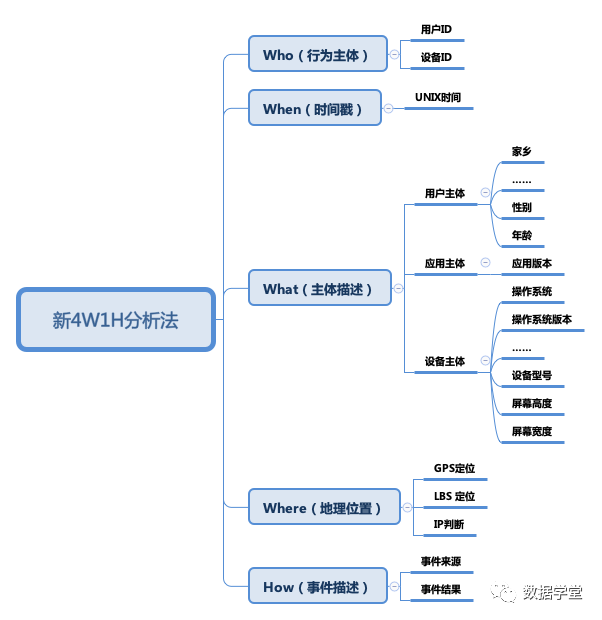 新4W1H分析法
Who（行为主体）
用户ID
设备ID
When（时间戳）
UNIX时间
What（主体描述）
用户主体
家乡
......
性别
年龄
应用主体
应用版本
设备主体
操作系统
操作系统版本
......
设备型号
屏幕高度
屏幕宽度
Where（地理位置）
GPS定位
LBS 定位
IP判断
How（事件描述）
事件来源
事件结果
数据学堂